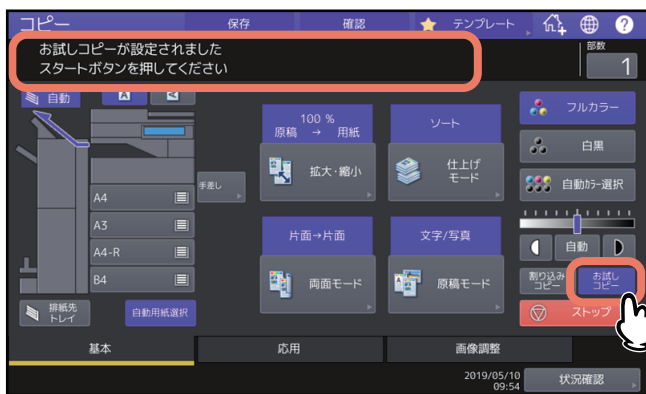 コピー
保存
確認
テンプレート
?
お試しコピーが設定されました
スタートボタンを押してください
部数
1
自動
A
A4
A3
A4-R
B4
手差し
排紙先
トレイ
自動用紙選択
100 %
原稿 → 用紙
拡大・縮小
ソート
仕上げ
モード
片面→片面
両面モード
文字/写真
原稿モード
フルカラー
白黒
自動カラー選択
自動
割り込み
コピー
お試し
コピー
ストップ
基本
応用
画像調整
2019/05/10
09:54
状況確認